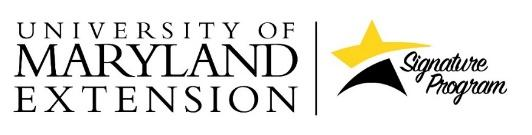 UNIVERSITY OF
MARYLAND
EXTENSION
Signature
Program